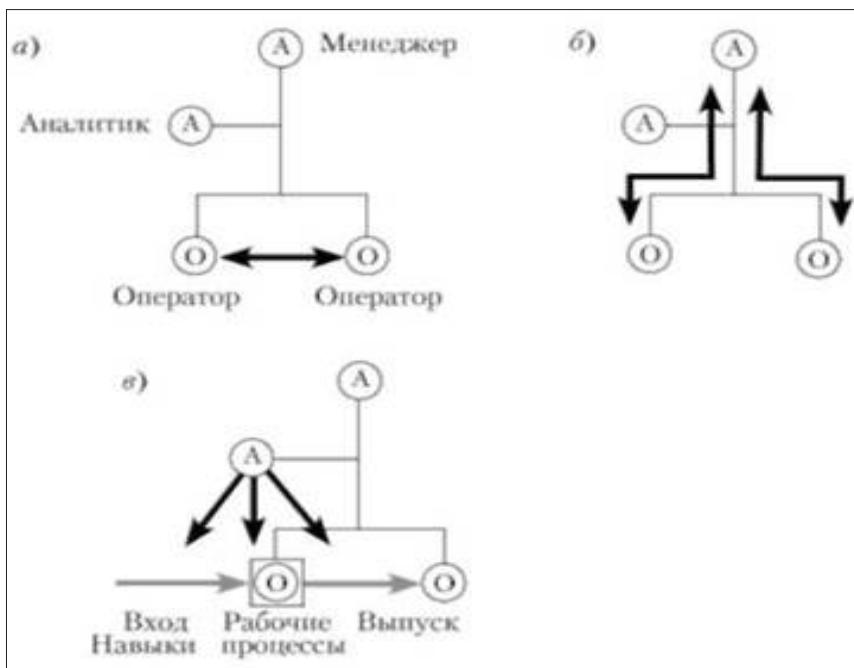 а)
А Менеджер
Аналитик А
О О
Оператор Оператор
б)
А
А
О О
в)
А
А
О О
Вход Рабочие Выпуск
Навыки процессы